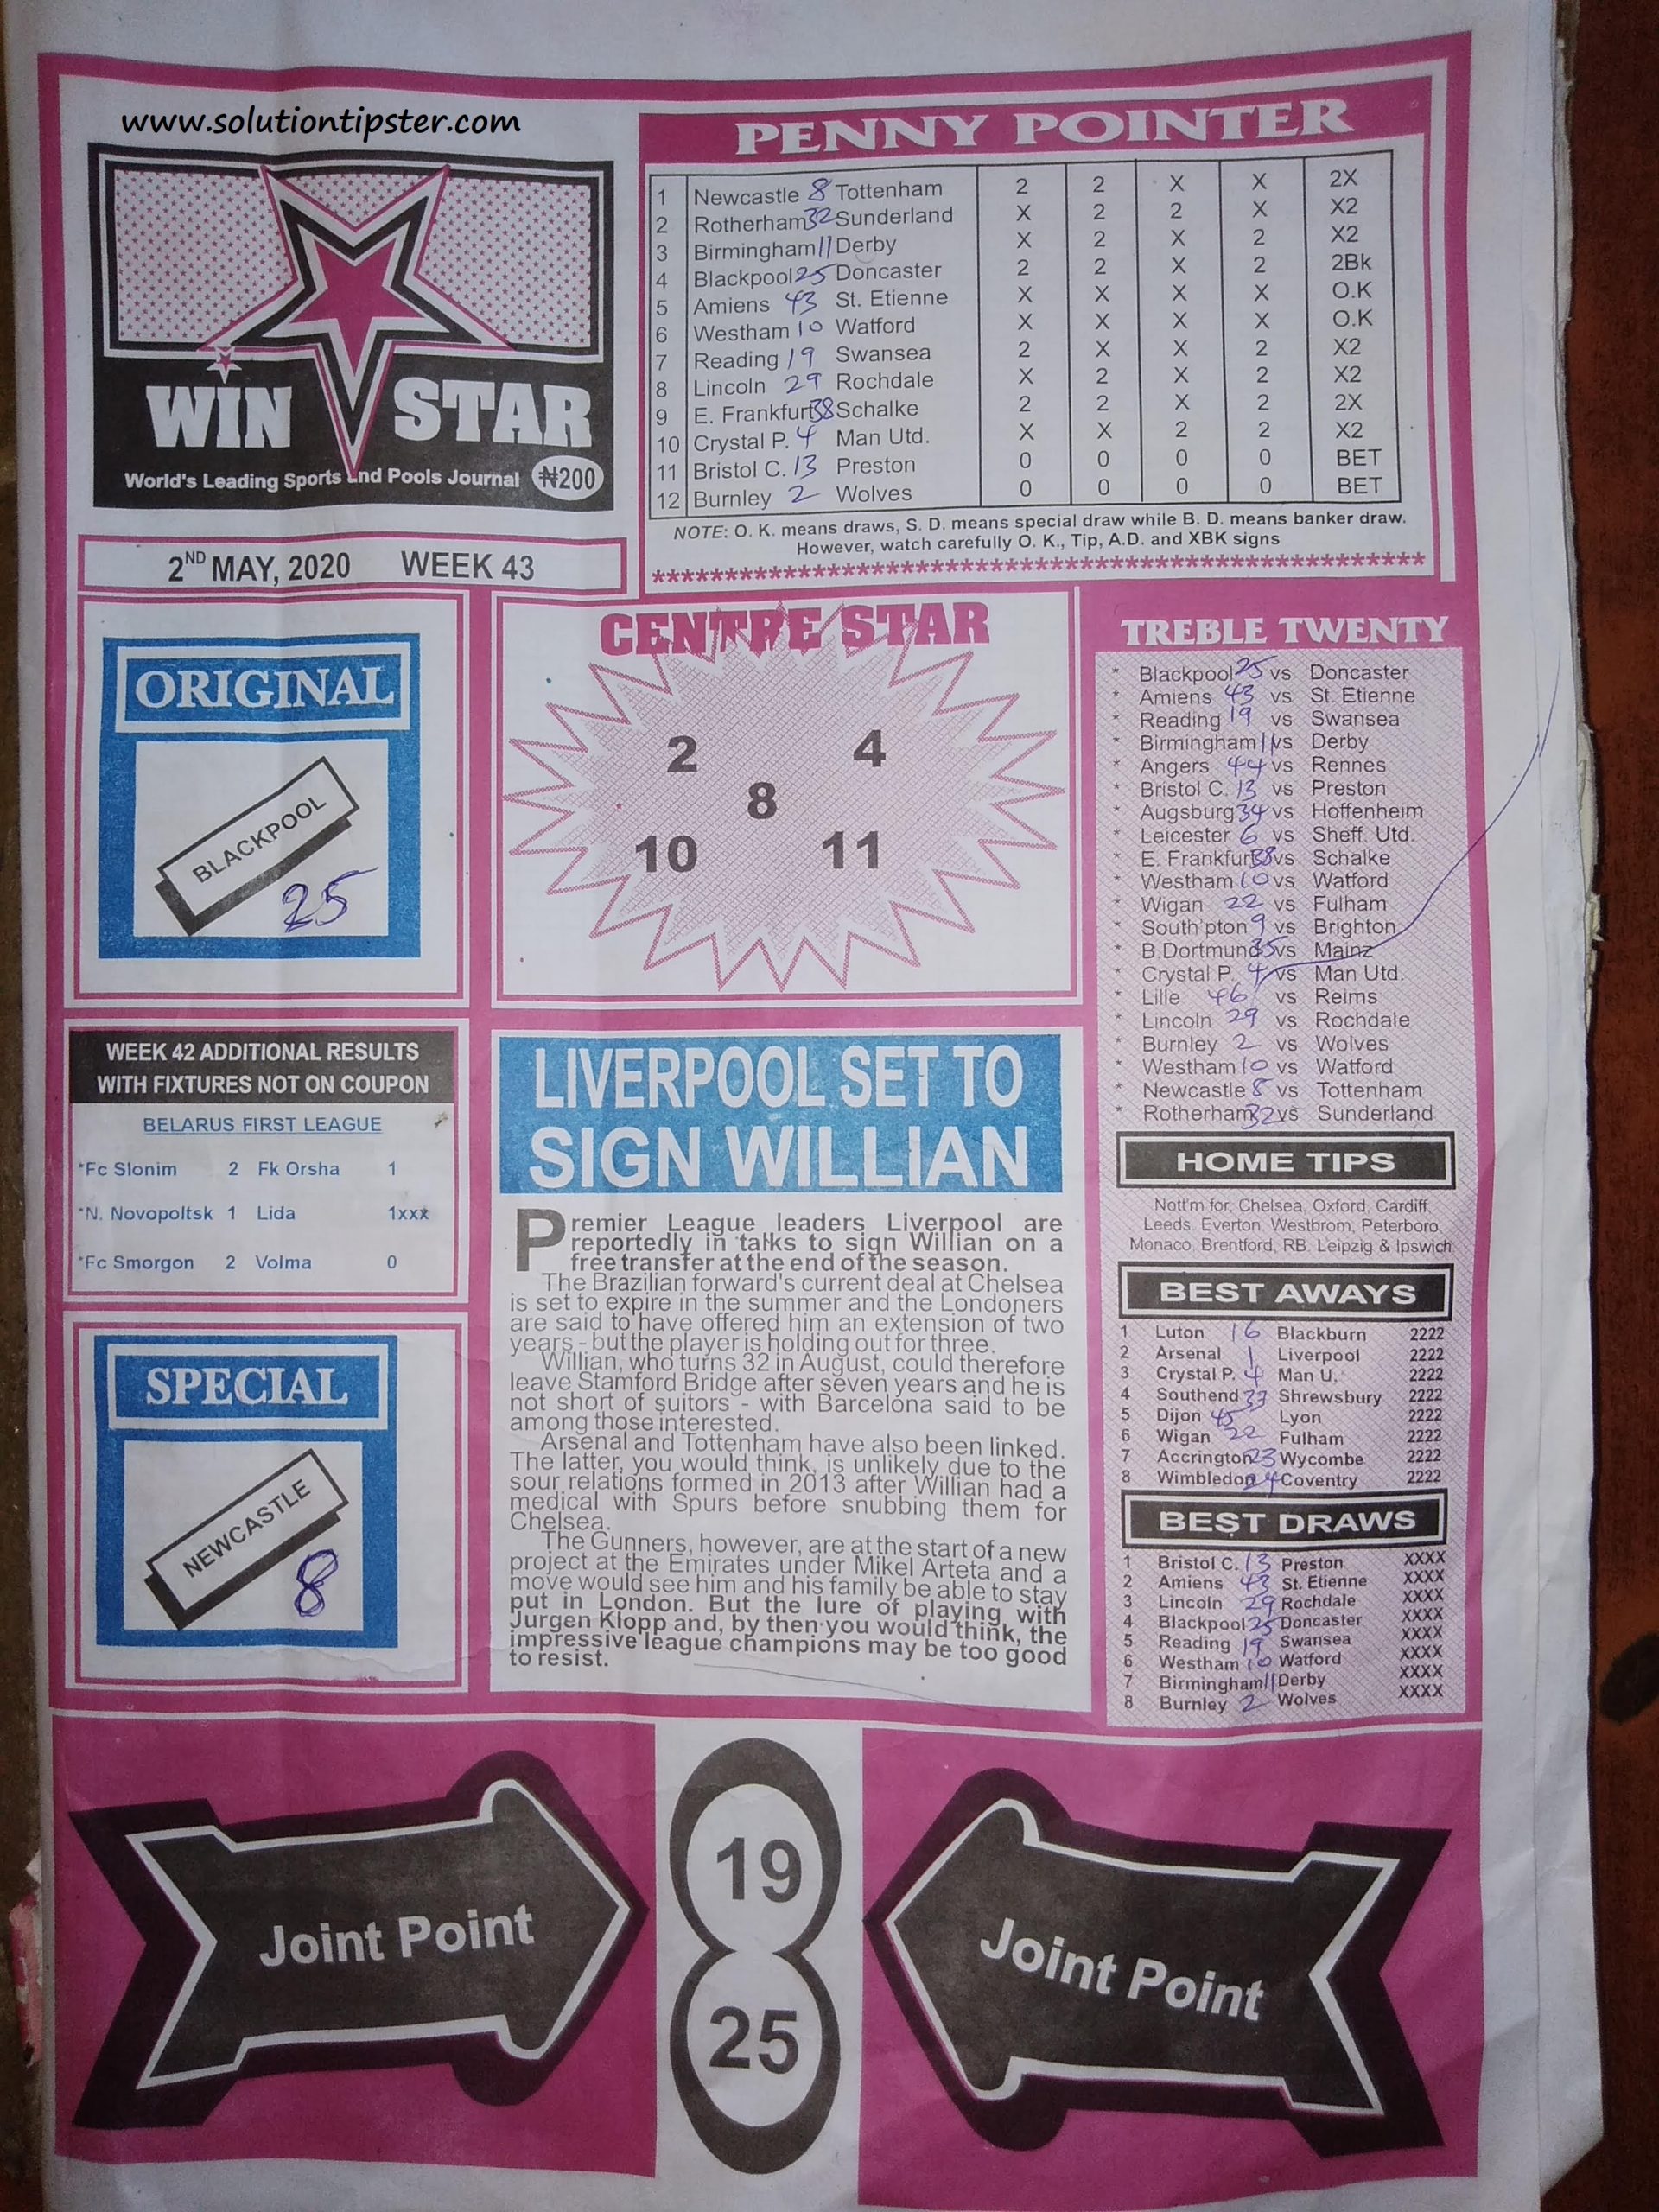 www.solutiontipster.com
WIN STAR
World's Leading Sports and Pools Journal ₦200
2ND MAY, 2020 WEEK 43
PENNY POINTER
1 Newcastle 8 Tottenham 2 2 X X 2X
2 Rotherham 32 Sunderland X 2 2 X X2
3 Birmingham 11 Derby X 2 X 2 X2
4 Blackpool 25 Doncaster 2 2 X 2 2Bk
5 Amiens 43 St. Etienne X X X X O.K
6 Westham 10 Watford X X X X O.K
7 Reading 19 Swansea 2 X X 2 X2
8 Lincoln 29 Rochdale X 2 X 2 X2
9 E. Frankfurt 38 Schalke 2 2 X 2 2X
10 Crystal P. 4 Man Utd. X X 2 2 X2
11 Bristol C. 13 Preston 0 0 0 0 BET
12 Burnley 2 Wolves 0 0 0 0 BET
NOTE: O. K. means draws, S. D. means special draw while B. D. means banker draw.
However, watch carefully O. K., Tip, A.D. and XBK signs
******************************************************
ORIGINAL
BLACKPOOL
25
CENTRE STAR
2 4
8
10 11
TREBLE TWENTY
* Blackpool 25 vs Doncaster
* Amiens 43 vs St. Etienne
* Reading 19 vs Swansea
* Birmingham 11 vs Derby
* Angers 44 vs Rennes
* Bristol C. 13 vs Preston
* Augsburg 34 vs Hoffenheim
* Leicester 6 vs Sheff. Utd.
* E. Frankfurt 38 vs Schalke
* Westham 10 vs Watford
* Wigan 22 vs Fulham
* South'pton 9 vs Brighton
* B.Dortmund 35 vs Mainz
* Crystal P. 4 vs Man Utd.
* Lille 46 vs Reims
* Lincoln 29 vs Rochdale
* Burnley 2 vs Wolves
* Westham 10 vs Watford
* Newcastle 8 vs Tottenham
* Rotherham 32 vs Sunderland
WEEK 42 ADDITIONAL RESULTS
WITH FIXTURES NOT ON COUPON
BELARUS FIRST LEAGUE
*Fc Slonim 2 Fk Orsha 1
*N. Novopoltsk 1 Lida 1xxx
*Fc Smorgon 2 Volma 0
SPECIAL
NEWCASTLE
8
LIVERPOOL SET TO
SIGN WILLIAN
Premier League leaders Liverpool are
reportedly in talks to sign Willian on a
free transfer at the end of the season.
The Brazilian forward's current deal at Chelsea
is set to expire in the summer and the Londoners
are said to have offered him an extension of two
years - but the player is holding out for three.
Willian, who turns 32 in August, could therefore
leave Stamford Bridge after seven years and he is
not short of suitors - with Barcelona said to be
among those interested.
Arsenal and Tottenham have also been linked.
The latter, you would think, is unlikely due to the
sour relations formed in 2013 after Willian had a
medical with Spurs before snubbing them for
Chelsea.
The Gunners, however, are at the start of a new
project at the Emirates under Mikel Arteta and a
move would see him and his family be able to stay
put in London. But the lure of playing with
Jurgen Klopp and, by then you would think, the
impressive league champions may be too good
to resist.
HOME TIPS
Nott'm for, Chelsea, Oxford, Cardiff,
Leeds, Everton, Westbrom, Peterboro,
Monaco, Brentford, RB. Leipzig & Ipswich
BEST AWAYS
1 Luton 16 Blackburn 2222
2 Arsenal 1 Liverpool 2222
3 Crystal P. 4 Man U. 2222
4 Southend 33 Shrewsbury 2222
5 Dijon 45 Lyon 2222
6 Wigan 22 Fulham 2222
7 Accrington 23 Wycombe 2222
8 Wimbledon 24 Coventry 2222
BEST DRAWS
1 Bristol C. 13 Preston XXXX
2 Amiens 43 St. Etienne XXXX
3 Lincoln 29 Rochdale XXXX
4 Blackpool 25 Doncaster XXXX
5 Reading 19 Swansea XXXX
6 Westham 10 Watford XXXX
7 Birmingham 11 Derby XXXX
8 Burnley 2 Wolves XXXX
Joint Point
19
25
Joint Point